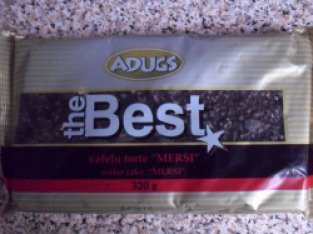 ADUGS
the Best
vafeļu torte "MERSI"
wafer cake "MERSI"
320 g